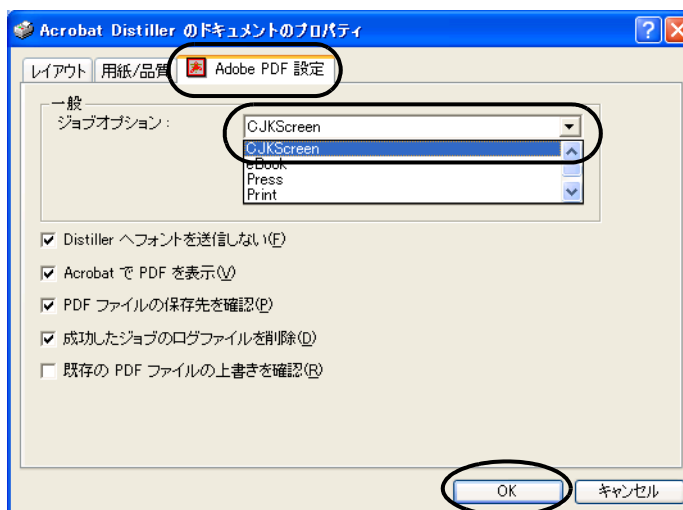 Acrobat Distiller のドキュメントのプロパティ
レイアウト 用紙/品質 Adobe PDF 設定
一般
ジョブオプション: CJKScreen
CJKScreen
eBook
Press
Print
Distiller へフォントを送信しない(F)
Acrobat で PDF を表示(V)
PDF ファイルの保存先を確認(P)
成功したジョブのログファイルを削除(D)
既存の PDF ファイルの上書きを確認(R)
OK キャンセル